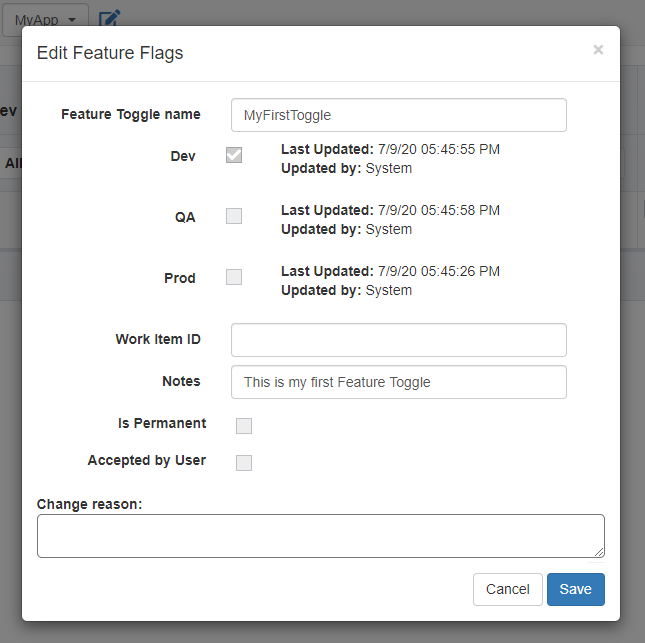 MyApp
Edit Feature Flags ×
ev
All
Feature Toggle name MyFirstToggle
Dev Last Updated: 7/9/20 05:45:55 PM
Updated by: System
QA Last Updated: 7/9/20 05:45:58 PM
Updated by: System
Prod Last Updated: 7/9/20 05:45:26 PM
Updated by: System
Work Item ID
Notes This is my first Feature Toggle
Is Permanent
Accepted by User
Change reason:
Cancel Save